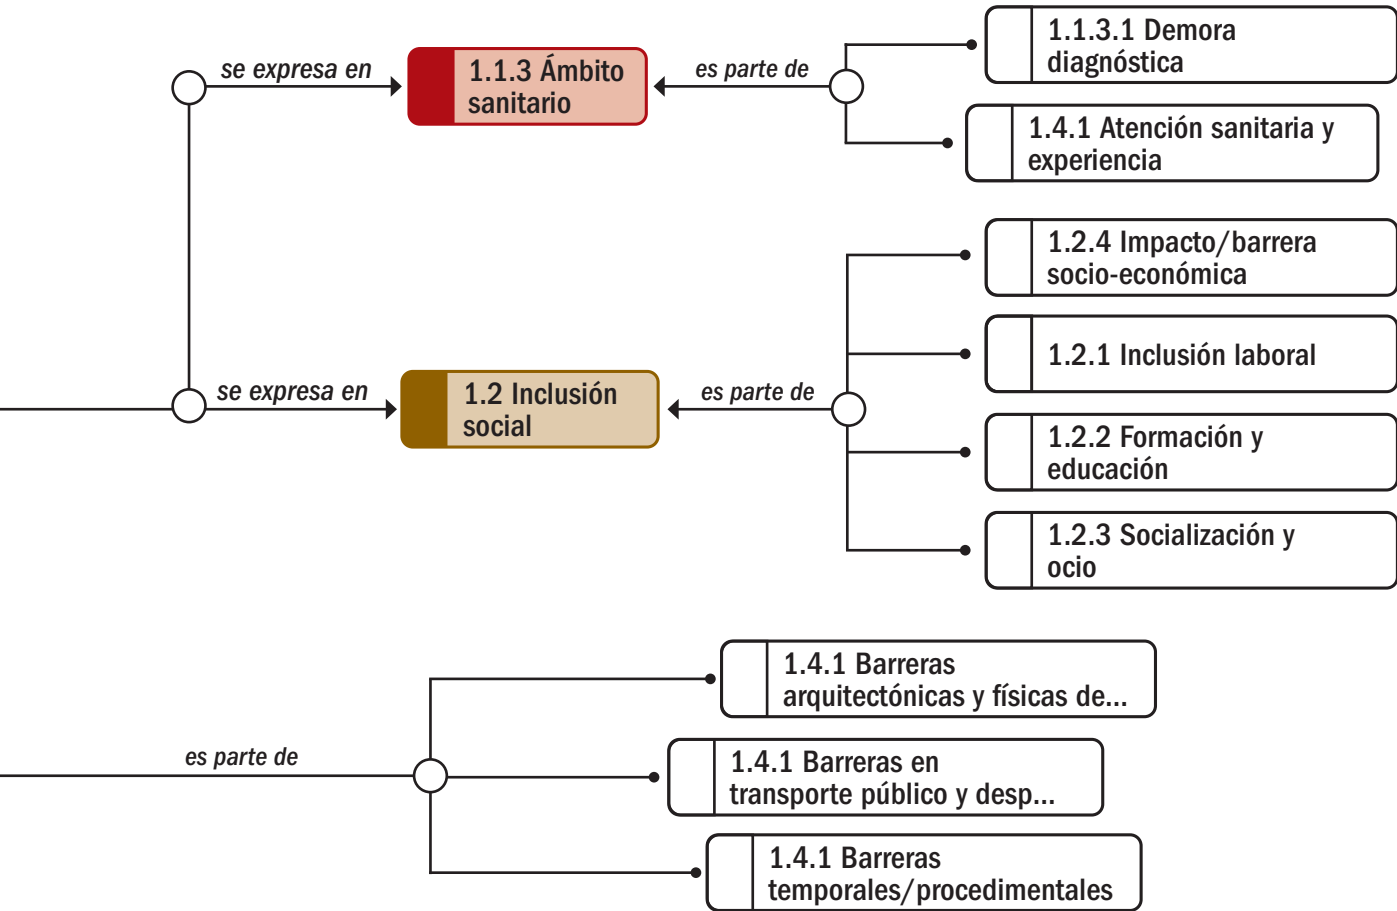 se expresa en
1.1.3 Ámbito
sanitario
es parte de
1.1.3.1 Demora
diagnóstica
1.4.1 Atención sanitaria y
experiencia
se expresa en
1.2 Inclusión
social
es parte de
1.2.4 Impacto/barrera
socio-económica
1.2.1 Inclusión laboral
1.2.2 Formación y
educación
1.2.3 Socialización y
ocio
es parte de
1.4.1 Barreras
arquitectónicas y físicas de...
1.4.1 Barreras en
transporte público y desp...
1.4.1 Barreras
temporales/procedimentales